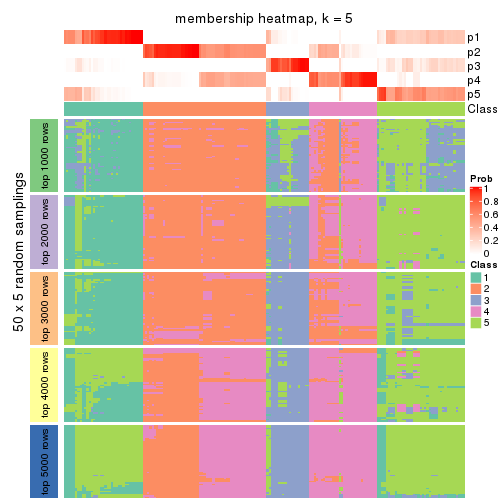 membership heatmap, k = 5
p1
p2
p3
p4
p5
Class
50 x 5 random samplings
top 1000 rows
top 2000 rows
top 3000 rows
top 4000 rows
top 5000 rows
Prob
1
0.8
0.6
0.4
0.2
0
Class
1
2
3
4
5